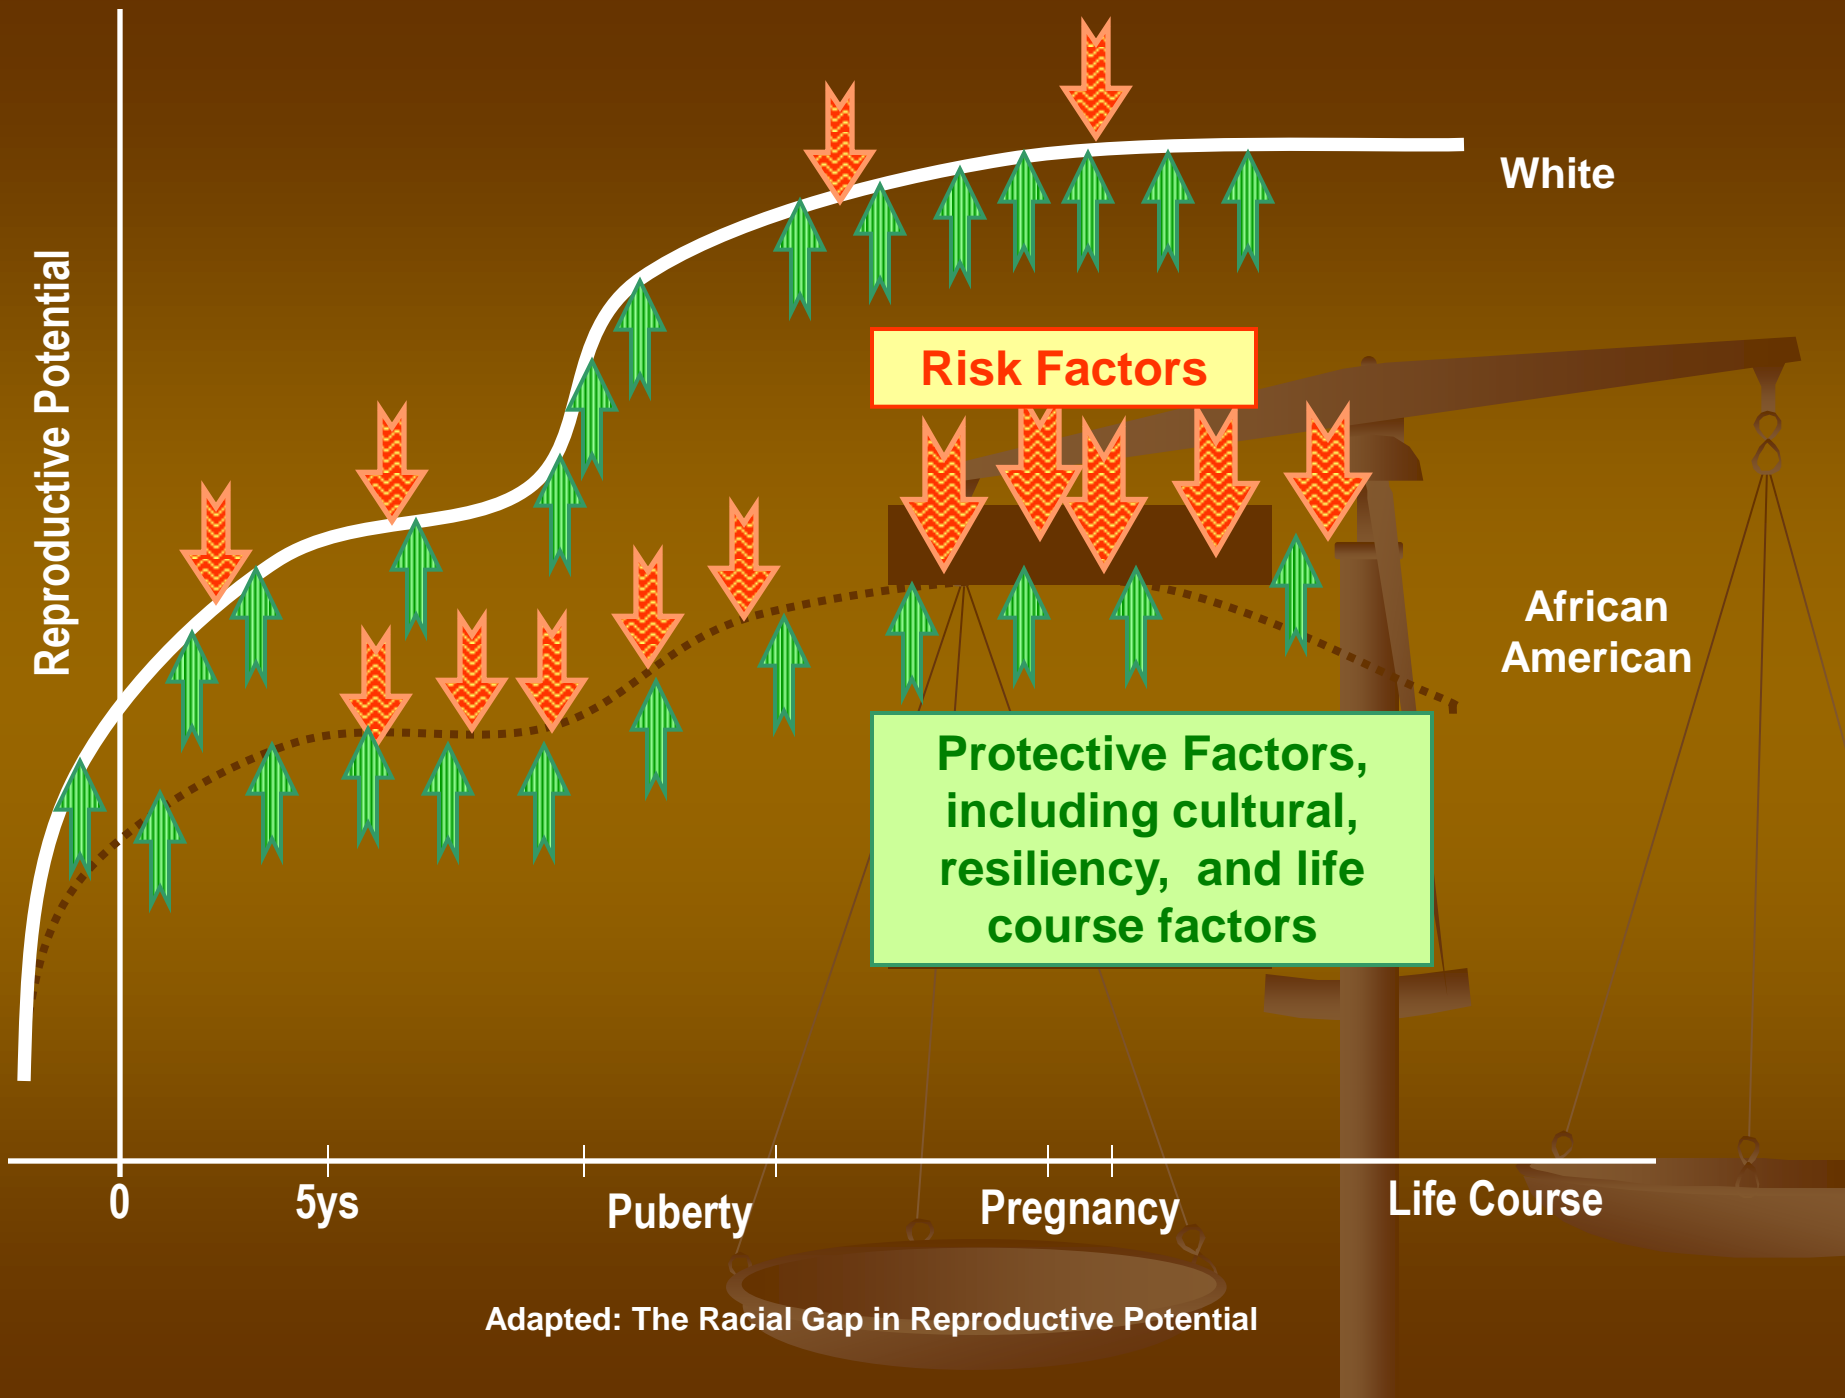 White
Reproductive Potential
Risk Factors
African
American
Protective Factors,
including cultural,
resiliency,  and life
course factors
0
5ys
Puberty
Pregnancy
Life Course
Adapted: The Racial Gap in Reproductive Potential